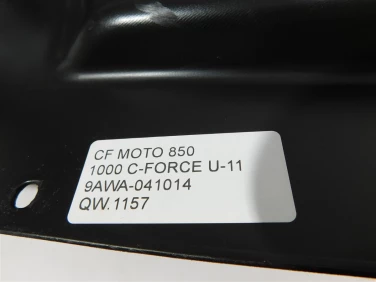 CF MOTO 850
1000 C-FORCE U-11
9AWA-041014
QW.1157